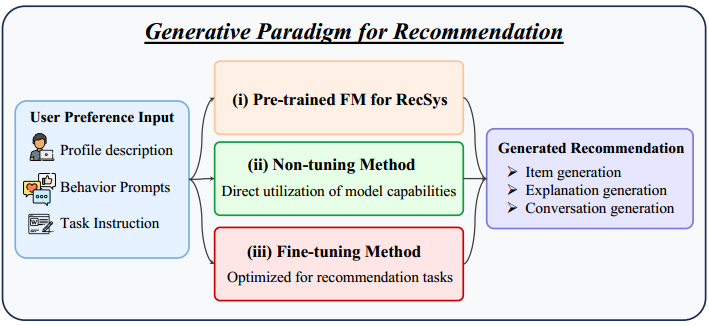 Generative Paradigm for Recommendation
User Preference Input
Profile description
Behavior Prompts
Task Instruction
(i) Pre-trained FM for RecSys
(ii) Non-tuning Method
Direct utilization of model capabilities
(iii) Fine-tuning Method
Optimized for recommendation tasks
Generated Recommendation
➤ Item generation
➤ Explanation generation
➤ Conversation generation